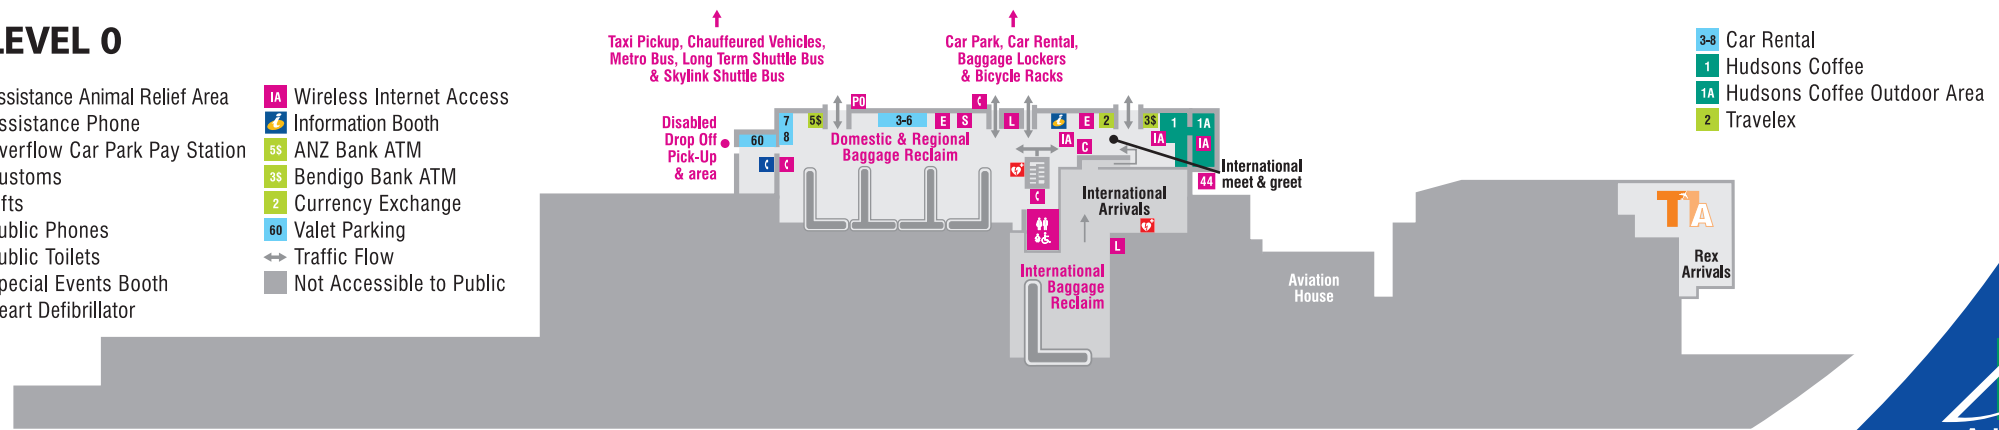 LEVEL 0
ssistance Animal Relief Area
ssistance Phone
verflow Car Park Pay Station
ustoms
fts
ublic Phones
ublic Toilets
pecial Events Booth
eart Defibrillator
IA Wireless Internet Access
i Information Booth
5$ ANZ Bank ATM
3$ Bendigo Bank ATM
2 Currency Exchange
60 Valet Parking
Traffic Flow
Not Accessible to Public
Taxi Pickup, Chauffeured Vehicles,
Metro Bus, Long Term Shuttle Bus
& Skylink Shuttle Bus
Car Park, Car Rental,
Baggage Lockers
& Bicycle Racks
Disabled
Drop Off
Pick-Up
& area
60
7
8
5$
PO
3-6
E
S
L
i
E
2
3$
1
1A
IA
IA
IA
C
44
L
Domestic & Regional
Baggage Reclaim
International
meet & greet
International
Arrivals
International
Baggage
Reclaim
Aviation
House
TIA
Rex
Arrivals
3-8 Car Rental
1 Hudsons Coffee
1A Hudsons Coffee Outdoor Area
2 Travelex